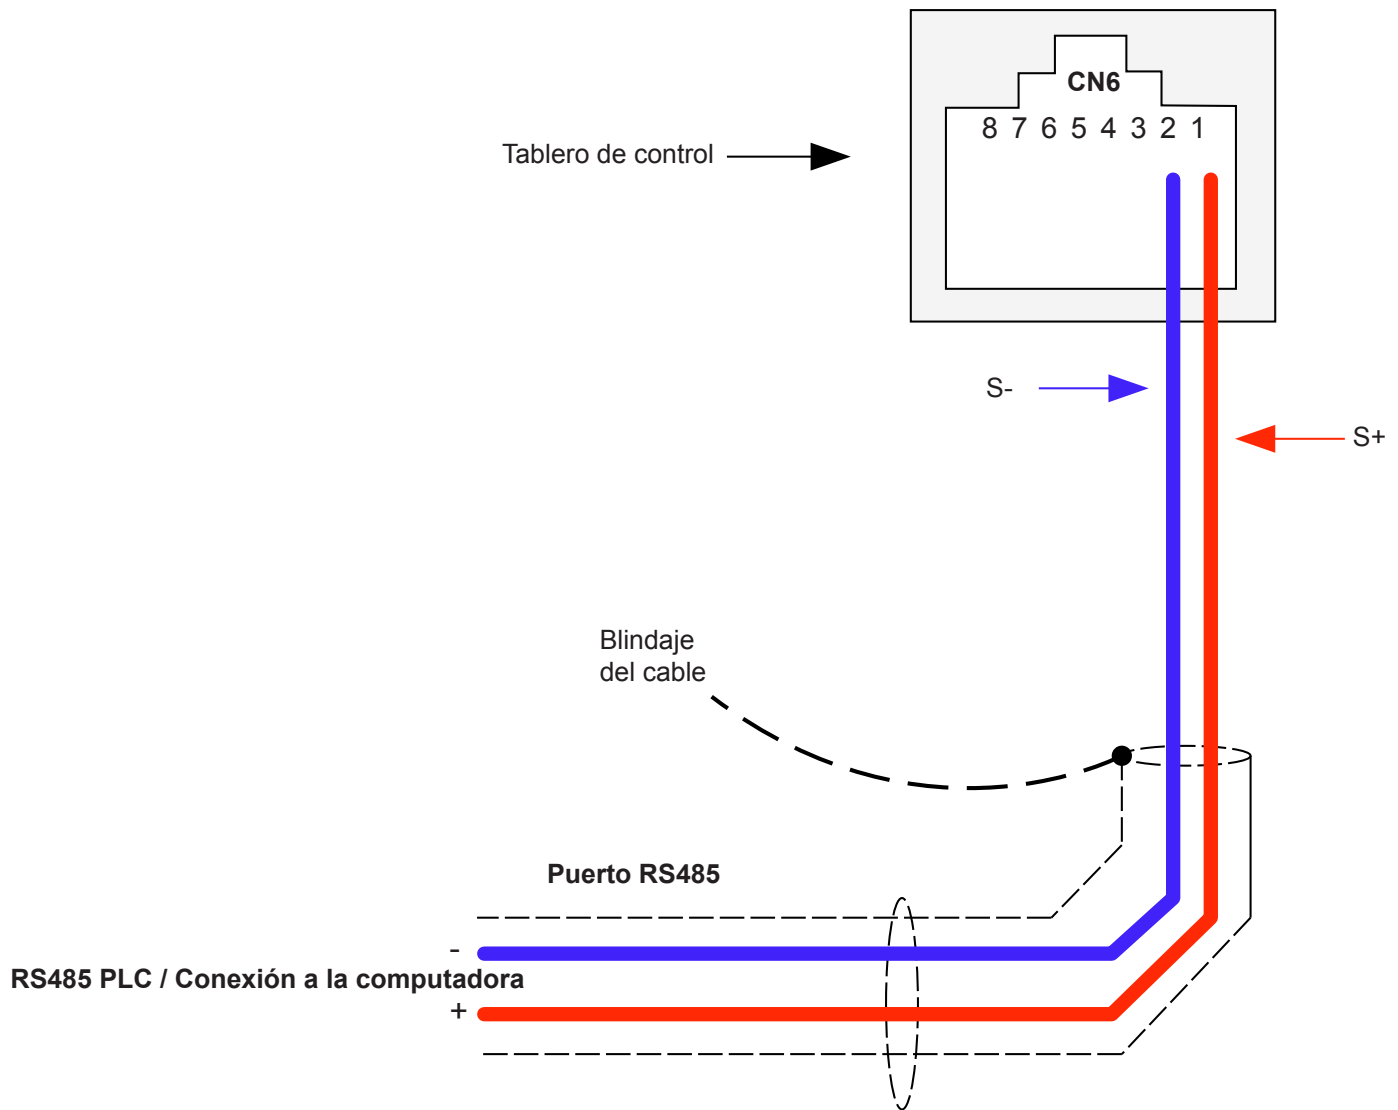 CN6
8 7 6 5 4 3 2 1
Tablero de control
S-
S+
Blindaje
del cable
Puerto RS485
-
RS485 PLC / Conexión a la computadora
+